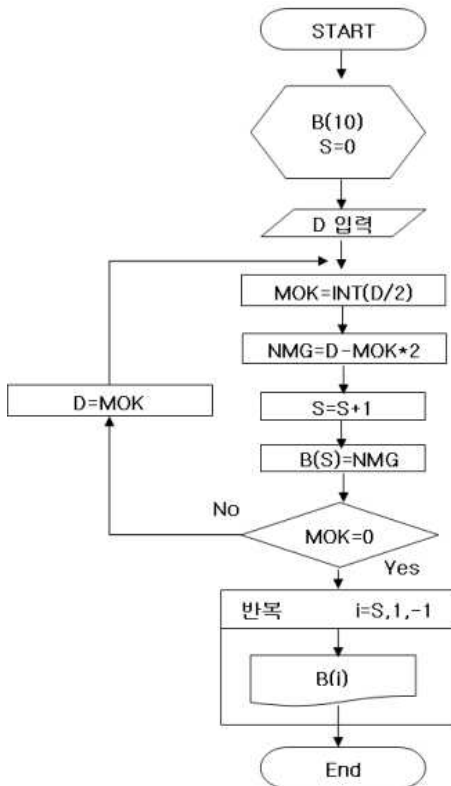 START
B(10)
S=0
D 입력
MOK=INT(D/2)
NMG=D-MOK*2
D=MOK
S=S+1
B(S)=NMG
No
MOK=0
Yes
반복 i=S,1,-1
B(i)
End